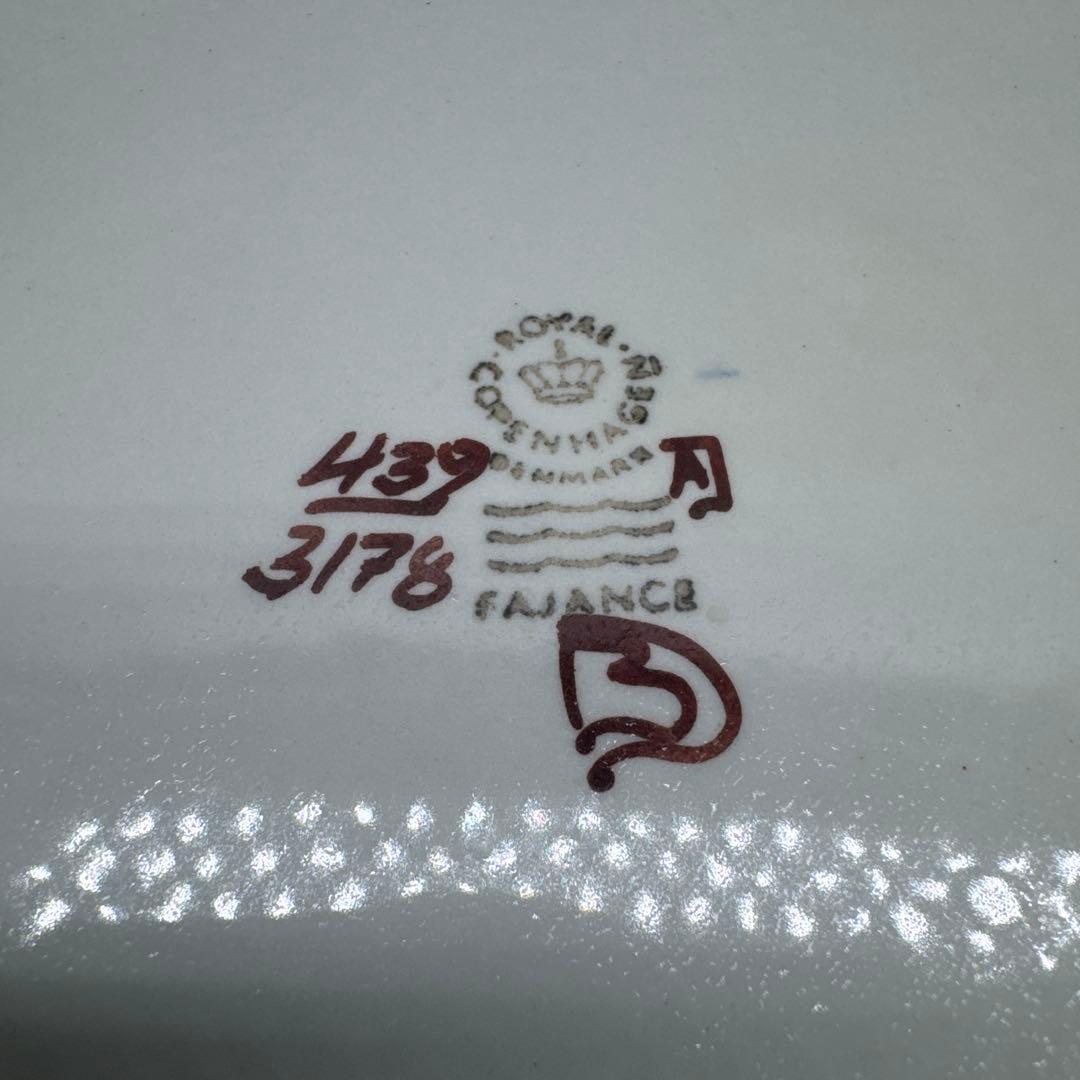 ROYAL
COPENHAGEN
DENMARK
439
3178
FAJANCE